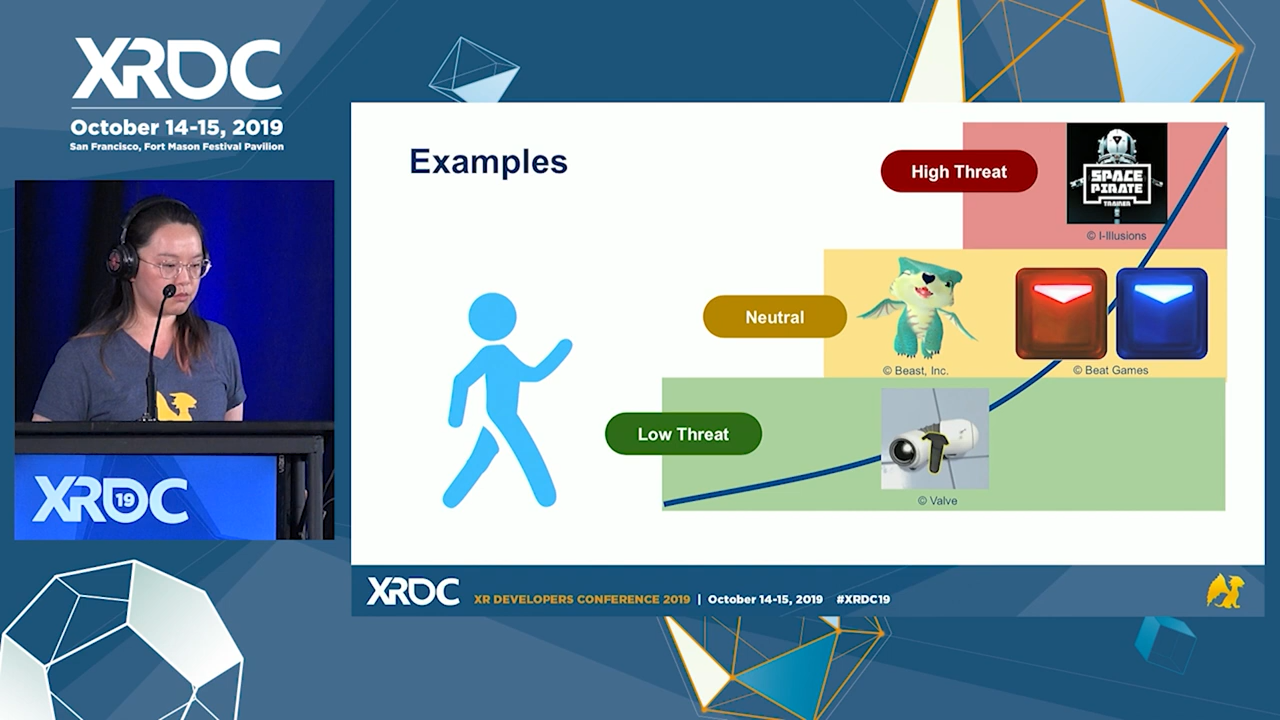 XRDC
October 14-15, 2019
San Francisco, Fort Mason Festival Pavilion
Examples
High Threat
SPACE
PIRATE
TRAINER
© I-Illusions
Neutral
© Beast, Inc.
© Beat Games
Low Threat
© Valve
XRDC
19
XRDC
XR DEVELOPERS CONFERENCE 2019 | October 14-15, 2019 #XRDC19